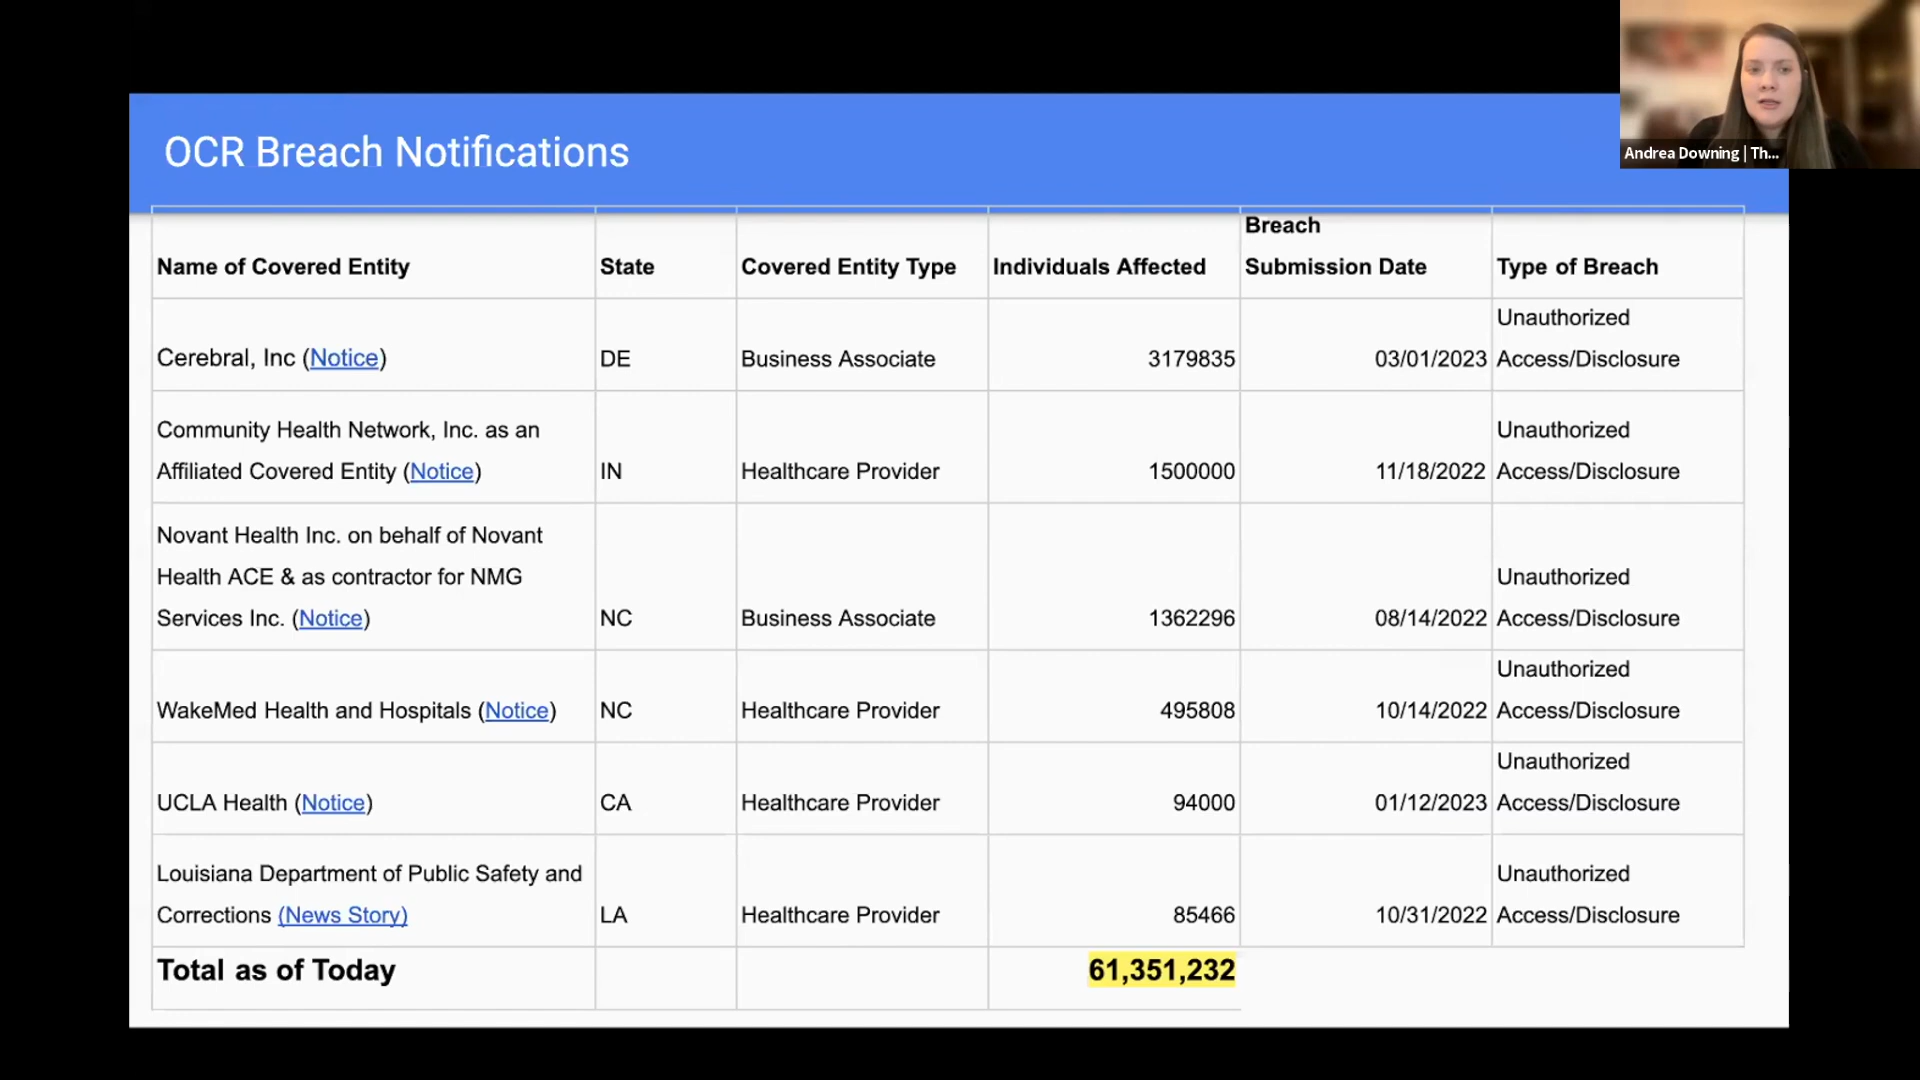 OCR Breach Notifications
Andrea Downing | Th...
Breach
Name of Covered Entity State Covered Entity Type Individuals Affected Submission Date Type of Breach
Unauthorized
Cerebral, Inc (Notice) DE Business Associate 3179835 03/01/2023 Access/Disclosure
Community Health Network, Inc. as an Unauthorized
Affiliated Covered Entity (Notice) IN Healthcare Provider 1500000 11/18/2022 Access/Disclosure
Novant Health Inc. on behalf of Novant
Health ACE & as contractor for NMG Unauthorized
Services Inc. (Notice) NC Business Associate 1362296 08/14/2022 Access/Disclosure
Unauthorized
WakeMed Health and Hospitals (Notice) NC Healthcare Provider 495808 10/14/2022 Access/Disclosure
Unauthorized
UCLA Health (Notice) CA Healthcare Provider 94000 01/12/2023 Access/Disclosure
Louisiana Department of Public Safety and Unauthorized
Corrections (News Story) LA Healthcare Provider 85466 10/31/2022 Access/Disclosure
Total as of Today 61,351,232